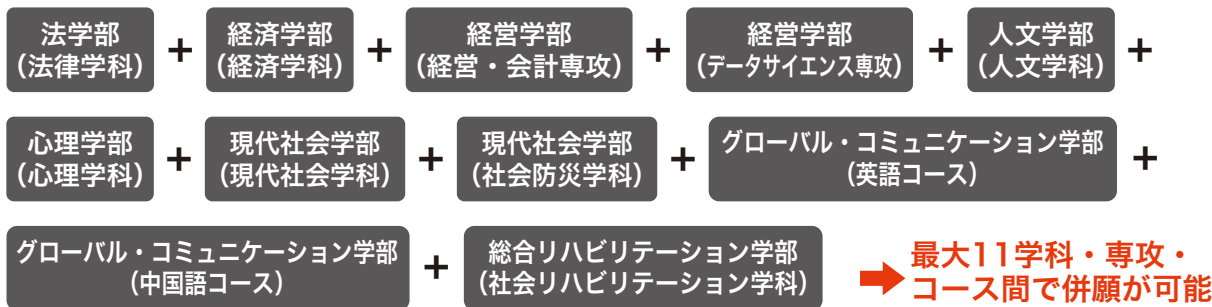 法学部
(法律学科)
+
経済学部
(経済学科)
+
経営学部
(経営・会計専攻)
+
経営学部
(データサイエンス専攻)
+
人文学部
(人文学科)
+
心理学部
(心理学科)
+
現代社会学部
(現代社会学科)
+
現代社会学部
(社会防災学科)
+
グローバル・コミュニケーション学部
(英語コース)
+
グローバル・コミュニケーション学部
(中国語コース)
+
総合リハビリテーション学部
(社会リハビリテーション学科)
➡ 最大11学科・専攻・
コース間で併願が可能